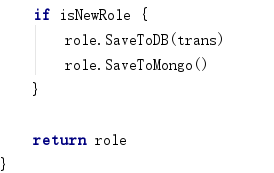 if isNewRole {
role.SaveToDB(trans)
role.SaveToMongo()
}
return role
}